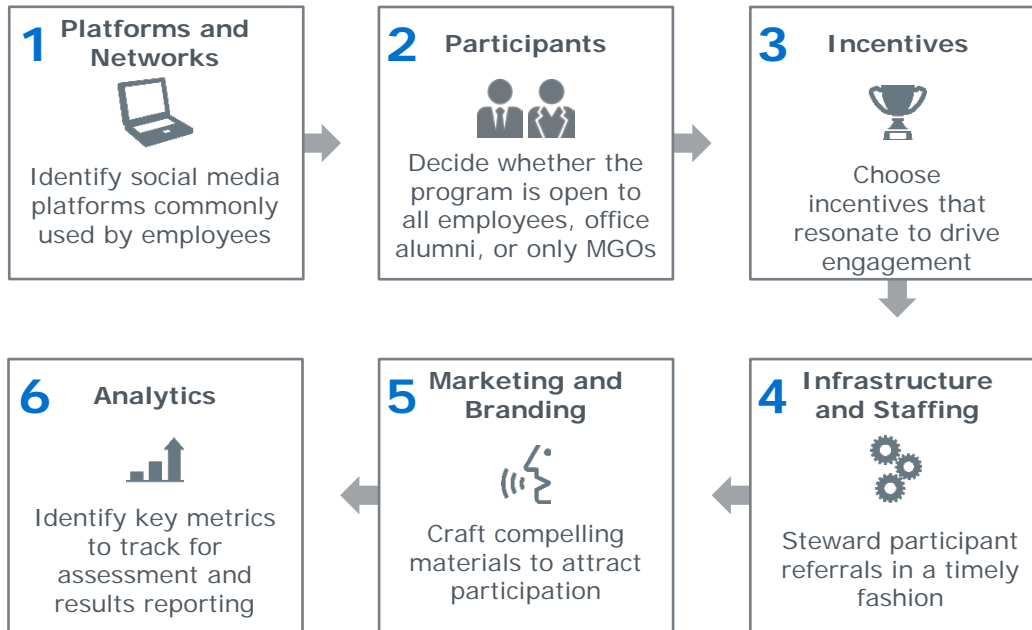 1
Platforms and
Networks
Identify social media
platforms commonly
used by employees
2
Participants
Decide whether the
program is open to
all employees, office
alumni, or only MGOs
3
Incentives
Choose
incentives that
resonate to drive
engagement
4
Infrastructure
and Staffing
Steward participant
referrals in a timely
fashion
5
Marketing and
Branding
Craft compelling
materials to attract
participation
6
Analytics
Identify key metrics
to track for
assessment and
results reporting